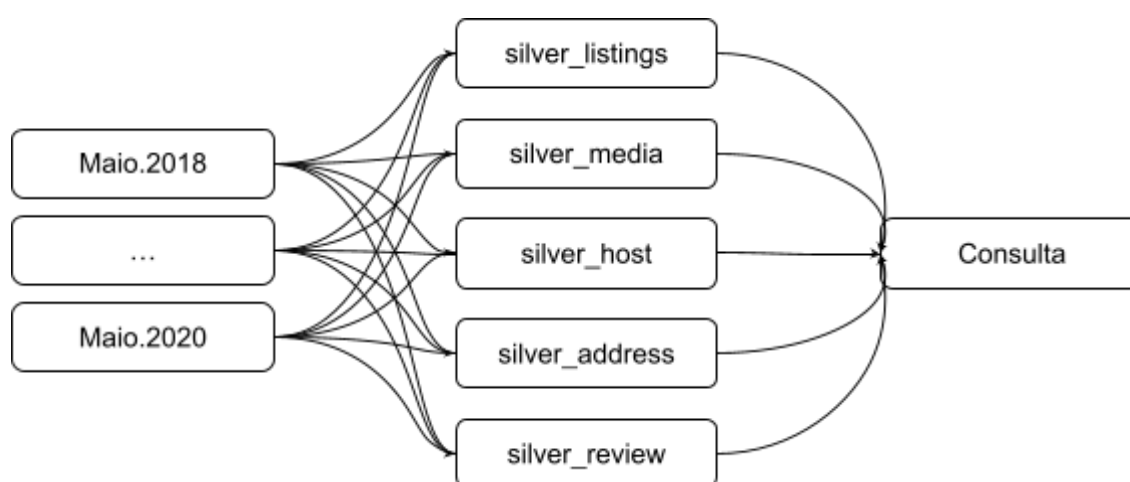 Maio.2018
...
Maio.2020
silver_listings
silver_media
silver_host
silver_address
silver_review
Consulta